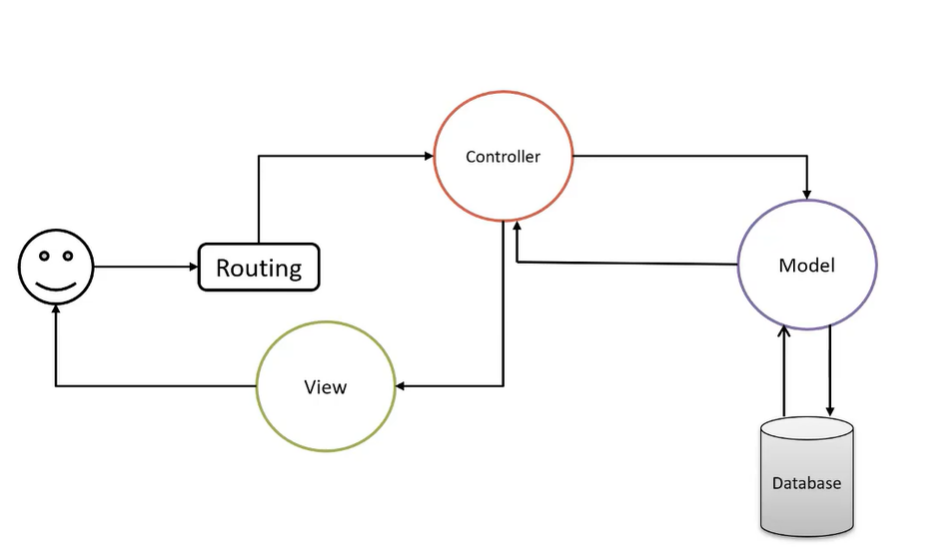 Controller
Routing
Model
View
Database